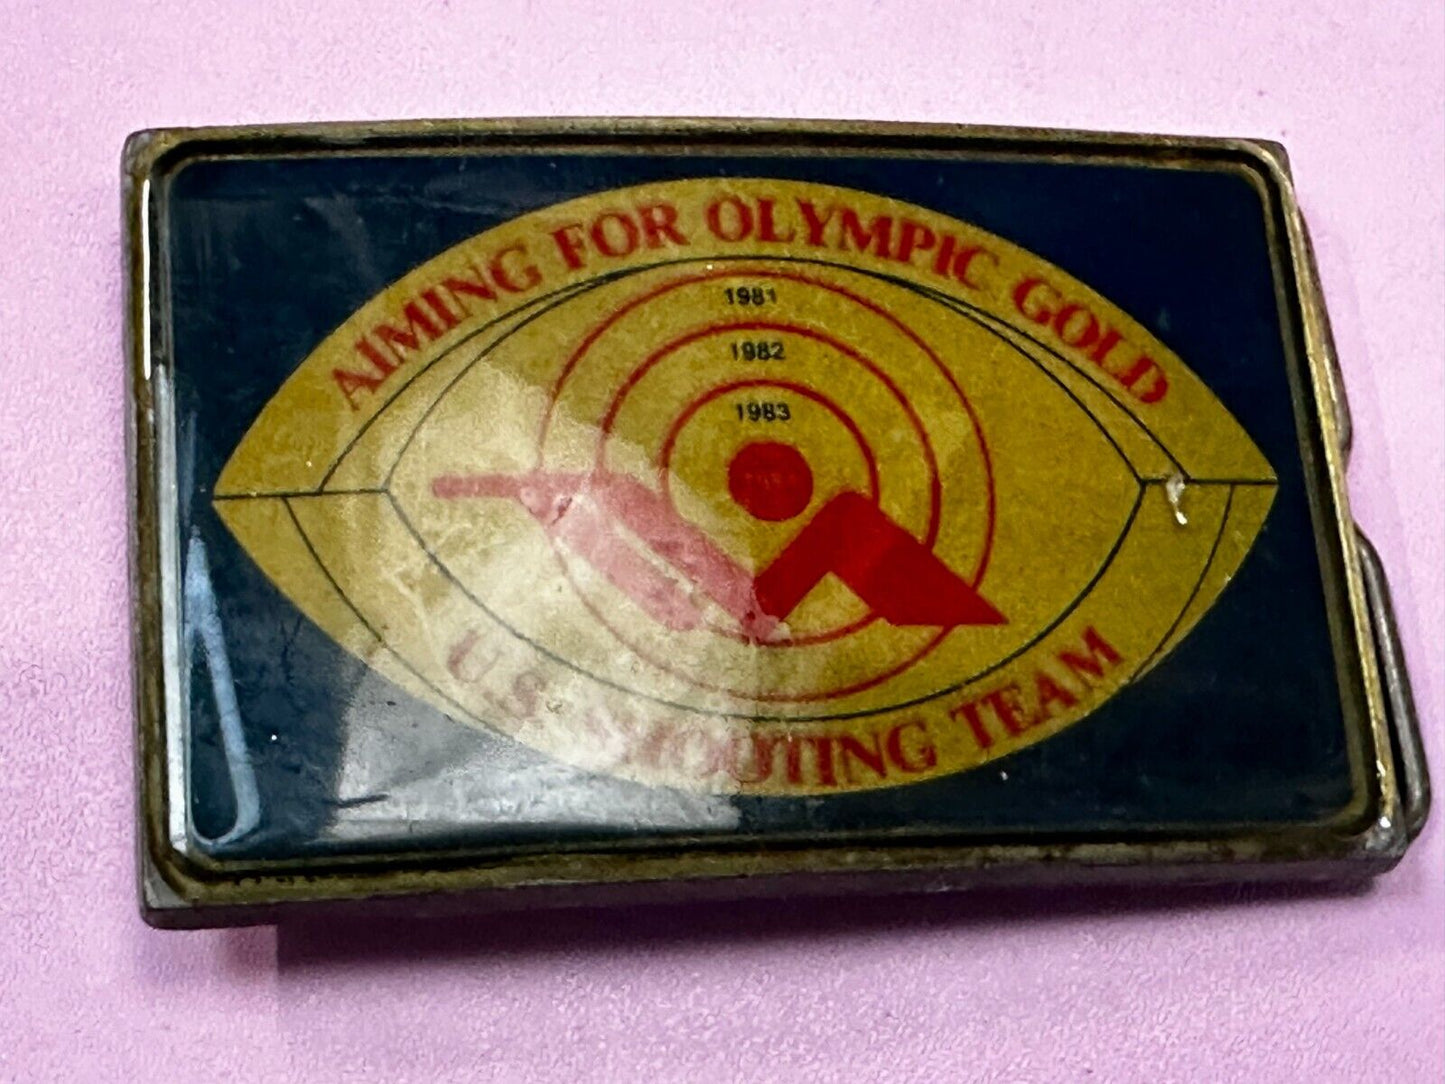 AIMING FOR OLYMPIC GOLD
1981
1982
1983
U.S. SHOOTING TEAM